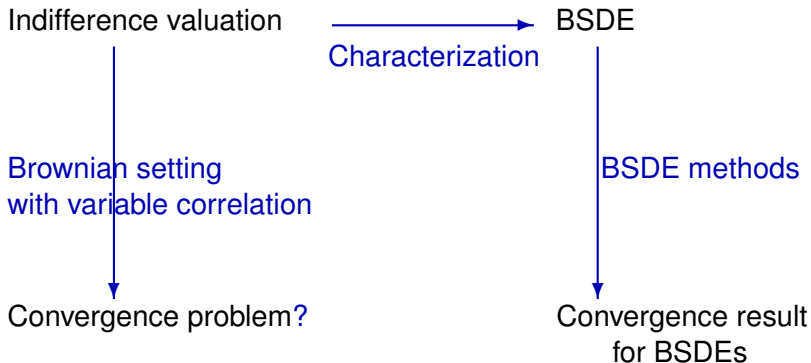 Indifference valuation
BSDE
Characterization
Brownian setting
with variable correlation
BSDE methods
Convergence problem?
Convergence result
for BSDEs